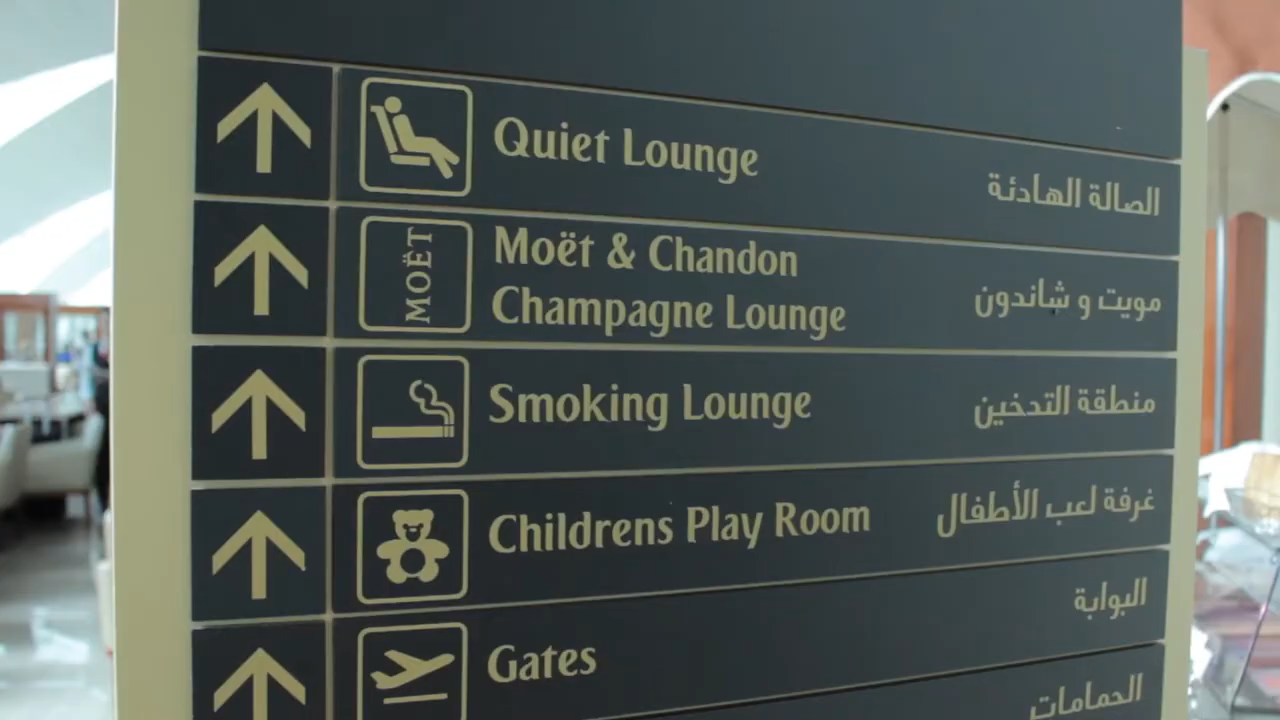 Quiet Lounge
الصالة الهادئة
MOËT
Moët & Chandon
Champagne Lounge
مويت و شاندون
Smoking Lounge
منطقة التدخين
Childrens Play Room
غرفة لعب الأطفال
Gates
البوابة
الحمامات